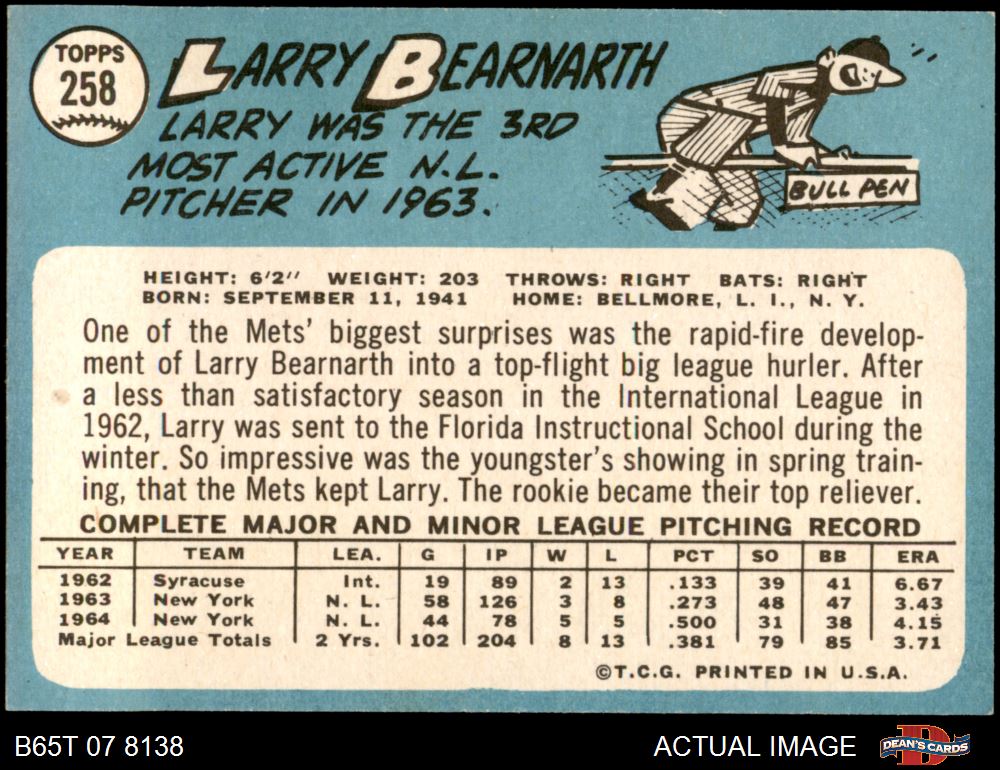 TOPPS
258
LARRY BEARNARTH
LARRY WAS THE 3RD
MOST ACTIVE N.L.
PITCHER IN 1963.
BULL PEN
HEIGHT: 6'2" WEIGHT: 203 THROWS: RIGHT BATS: RIGHT
BORN: SEPTEMBER 11, 1941 HOME: BELLMORE, L. I., N. Y.
One of the Mets' biggest surprises was the rapid-fire develop-
ment of Larry Bearnarth into a top-flight big league hurler. After
a less than satisfactory season in the International League in
1962, Larry was sent to the Florida Instructional School during the
winter. So impressive was the youngster's showing in spring train-
ing, that the Mets kept Larry. The rookie became their top reliever.
COMPLETE MAJOR AND MINOR LEAGUE PITCHING RECORD
YEAR TEAM LEA. G IP W L PCT SO BB ERA
1962 Syracuse Int. 19 89 2 13 .133 39 41 6.67
1963 New York N. L. 58 126 3 8 .273 48 47 3.43
1964 New York N. L. 44 78 5 5 .500 31 38 4.15
Major League Totals 2 Yrs. 102 204 8 13 .381 79 85 3.71
©T.C.G. PRINTED IN U.S.A.
B65T 07 8138 ACTUAL IMAGE DEAN'S CARDS